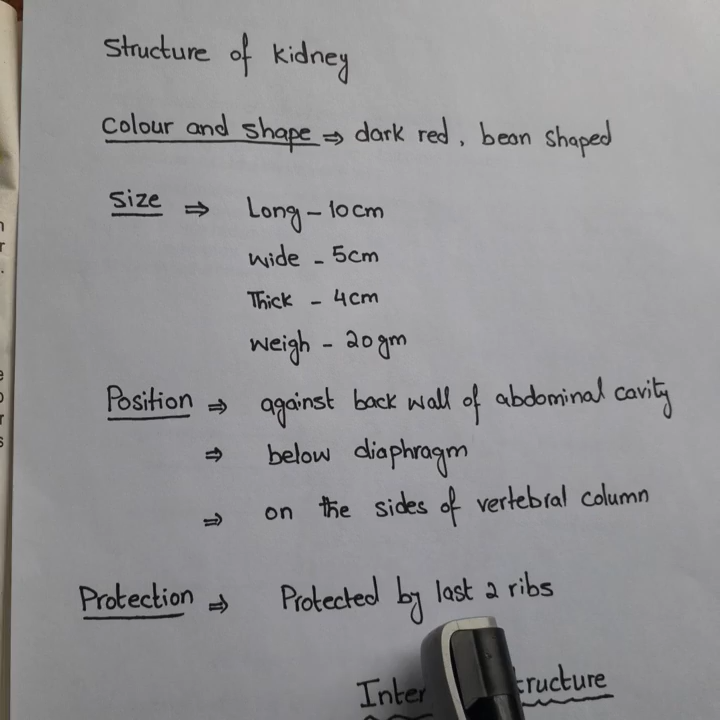 Structure of kidney
Colour and shape ⇒ dark red, bean shaped
Size ⇒ Long – 10cm
Wide – 5cm
Thick – 4cm
Weigh – 20gm
Position ⇒ against back wall of abdominal cavity
⇒ below diaphragm
⇒ on the sides of vertebral column
Protection ⇒ Protected by last 2 ribs
Inter tructure